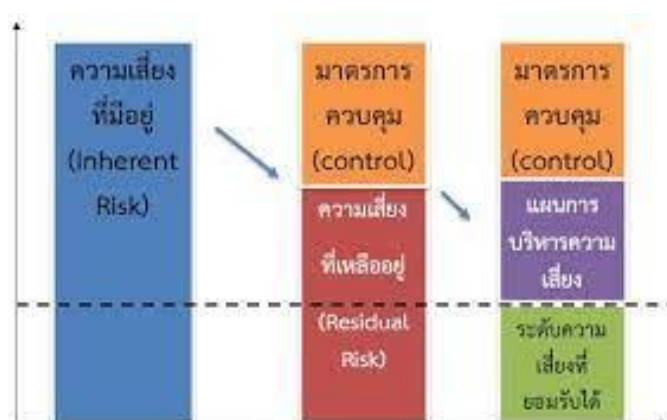 ความเสี่ยง
ที่มีอยู่
(Inherent
Risk)
มาตรการ
ควบคุม
(control)
ความเสี่ยง
ที่เหลืออยู่
(Residual
Risk)
มาตรการ
ควบคุม
(control)
แผนการ
บริหารความ
เสี่ยง
ระดับความ
เสี่ยงที่
ยอมรับได้